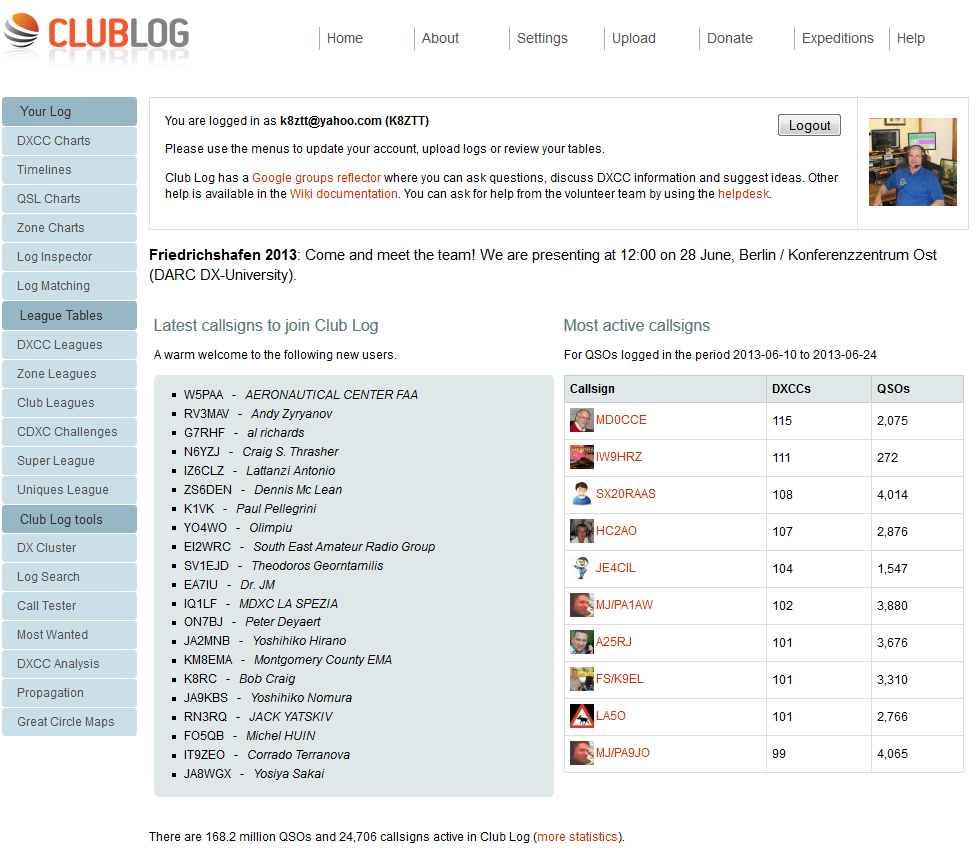 CLUBLOG
Home
About
Settings
Upload
Donate
Expeditions
Help
Your Log
DXCC Charts
Timelines
QSL Charts
Zone Charts
Log Inspector
Log Matching
League Tables
DXCC Leagues
Zone Leagues
Club Leagues
CDXC Challenges
Super League
Uniques League
Club Log tools
DX Cluster
Log Search
Call Tester
Most Wanted
DXCC Analysis
Propagation
Great Circle Maps
You are logged in as k8ztt@yahoo.com (K8ZTT)
Logout
Please use the menus to update your account, upload logs or review your tables.
Club Log has a Google groups reflector where you can ask questions, discuss DXCC information and suggest ideas. Other
help is available in the Wiki documentation. You can ask for help from the volunteer team by using the helpdesk.
Friedrichshafen 2013: Come and meet the team! We are presenting at 12:00 on 28 June, Berlin / Konferenzzentrum Ost
(DARC DX-University).
Latest callsigns to join Club Log
A warm welcome to the following new users.
W5PAA - AERONAUTICAL CENTER FAA
RV3MAV - Andy Zyryanov
G7RHF - al richards
N6YZJ - Craig S. Thrasher
IZ6CLZ - Lattanzi Antonio
ZS6DEN - Dennis Mc Lean
K1VK - Paul Pellegrini
YO4WO - Olimpiu
EI2WRC - South East Amateur Radio Group
SV1EJD - Theodoros Georntamilis
EA7IU - Dr. JM
IQ1LF - MDXC LA SPEZIA
ON7BJ - Peter Deyaert
JA2MNB - Yoshihiko Hirano
KM8EMA - Montgomery County EMA
K8RC - Bob Craig
JA9KBS - Yoshihiko Nomura
RN3RQ - JACK YATSKIV
FO5QB - Michel HUIN
IT9ZEO - Corrado Terranova
JA8WGX - Yosiya Sakai
Most active callsigns
For QSOs logged in the period 2013-06-10 to 2013-06-24
Callsign DXCCs QSOs
MD0CCE 115 2,075
IW9HRZ 111 272
SX20RAAS 108 4,014
HC2AO 107 2,876
JE4CIL 104 1,547
MJ/PA1AW 102 3,880
A25RJ 101 3,676
FS/K9EL 101 3,310
LA5O 101 2,766
MJ/PA9JO 99 4,065
There are 168.2 million QSOs and 24,706 callsigns active in Club Log (more statistics).